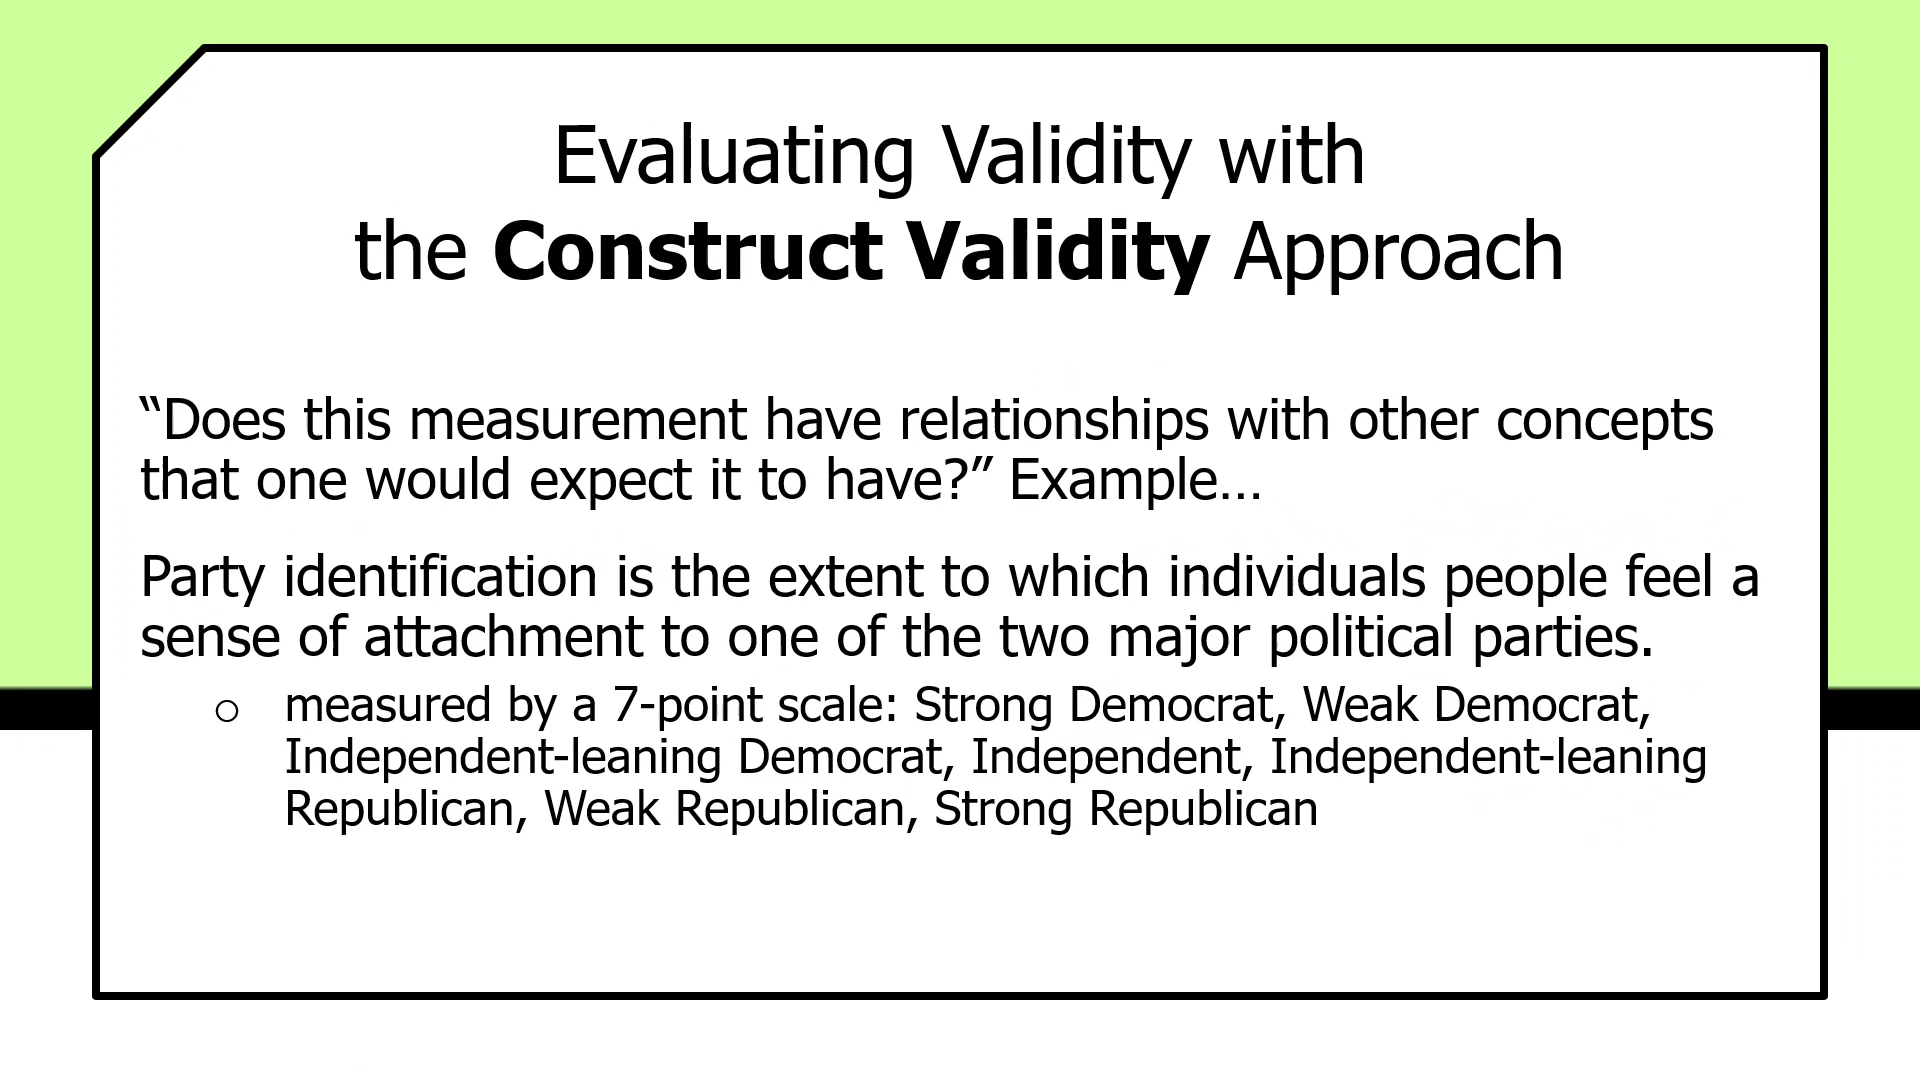 Evaluating Validity with
the Construct Validity Approach
“Does this measurement have relationships with other concepts
that one would expect it to have?” Example…
Party identification is the extent to which individuals people feel a
sense of attachment to one of the two major political parties.
○ measured by a 7-point scale: Strong Democrat, Weak Democrat,
Independent-leaning Democrat, Independent, Independent-leaning
Republican, Weak Republican, Strong Republican